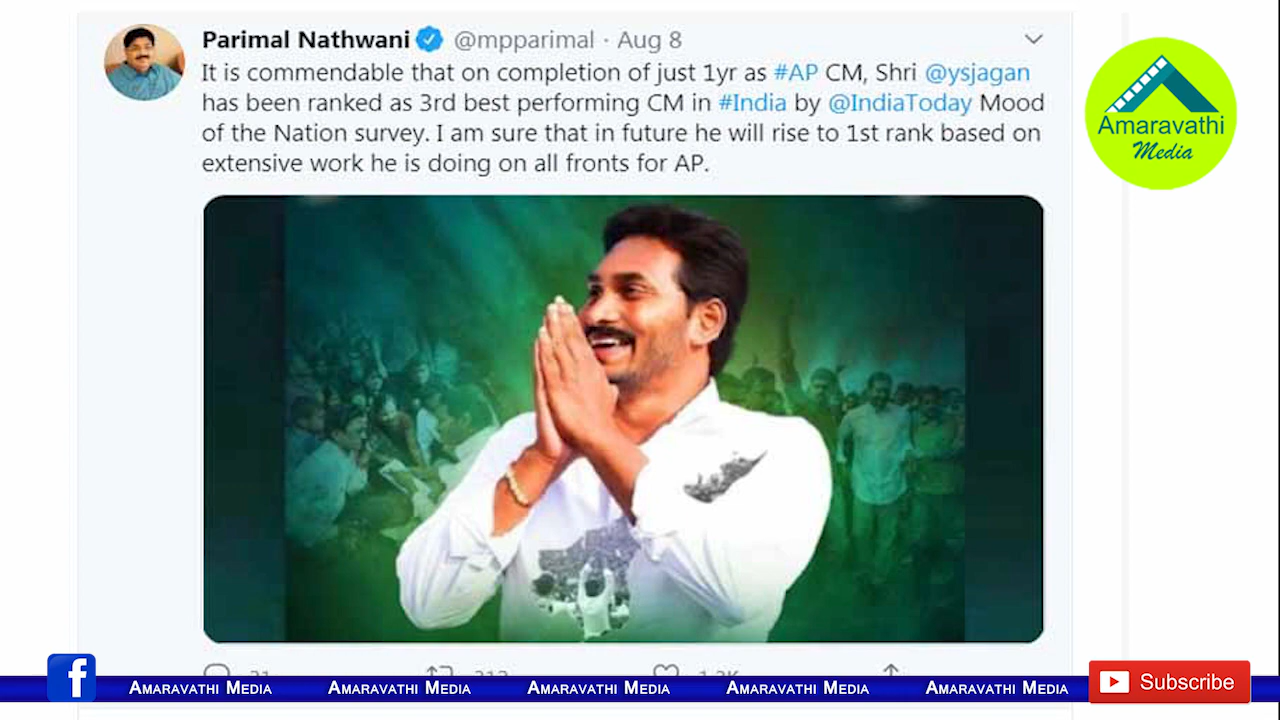 Parimal Nathwani @mpparimal · Aug 8
It is commendable that on completion of just 1yr as #AP CM, Shri @ysjagan
has been ranked as 3rd best performing CM in #India by @IndiaToday Mood
of the Nation survey. I am sure that in future he will rise to 1st rank based on
extensive work he is doing on all fronts for AP.
Amaravathi
Media
f Amaravathi Media Amaravathi Media Amaravathi Media Amaravathi Media Amaravathi Media Subscribe